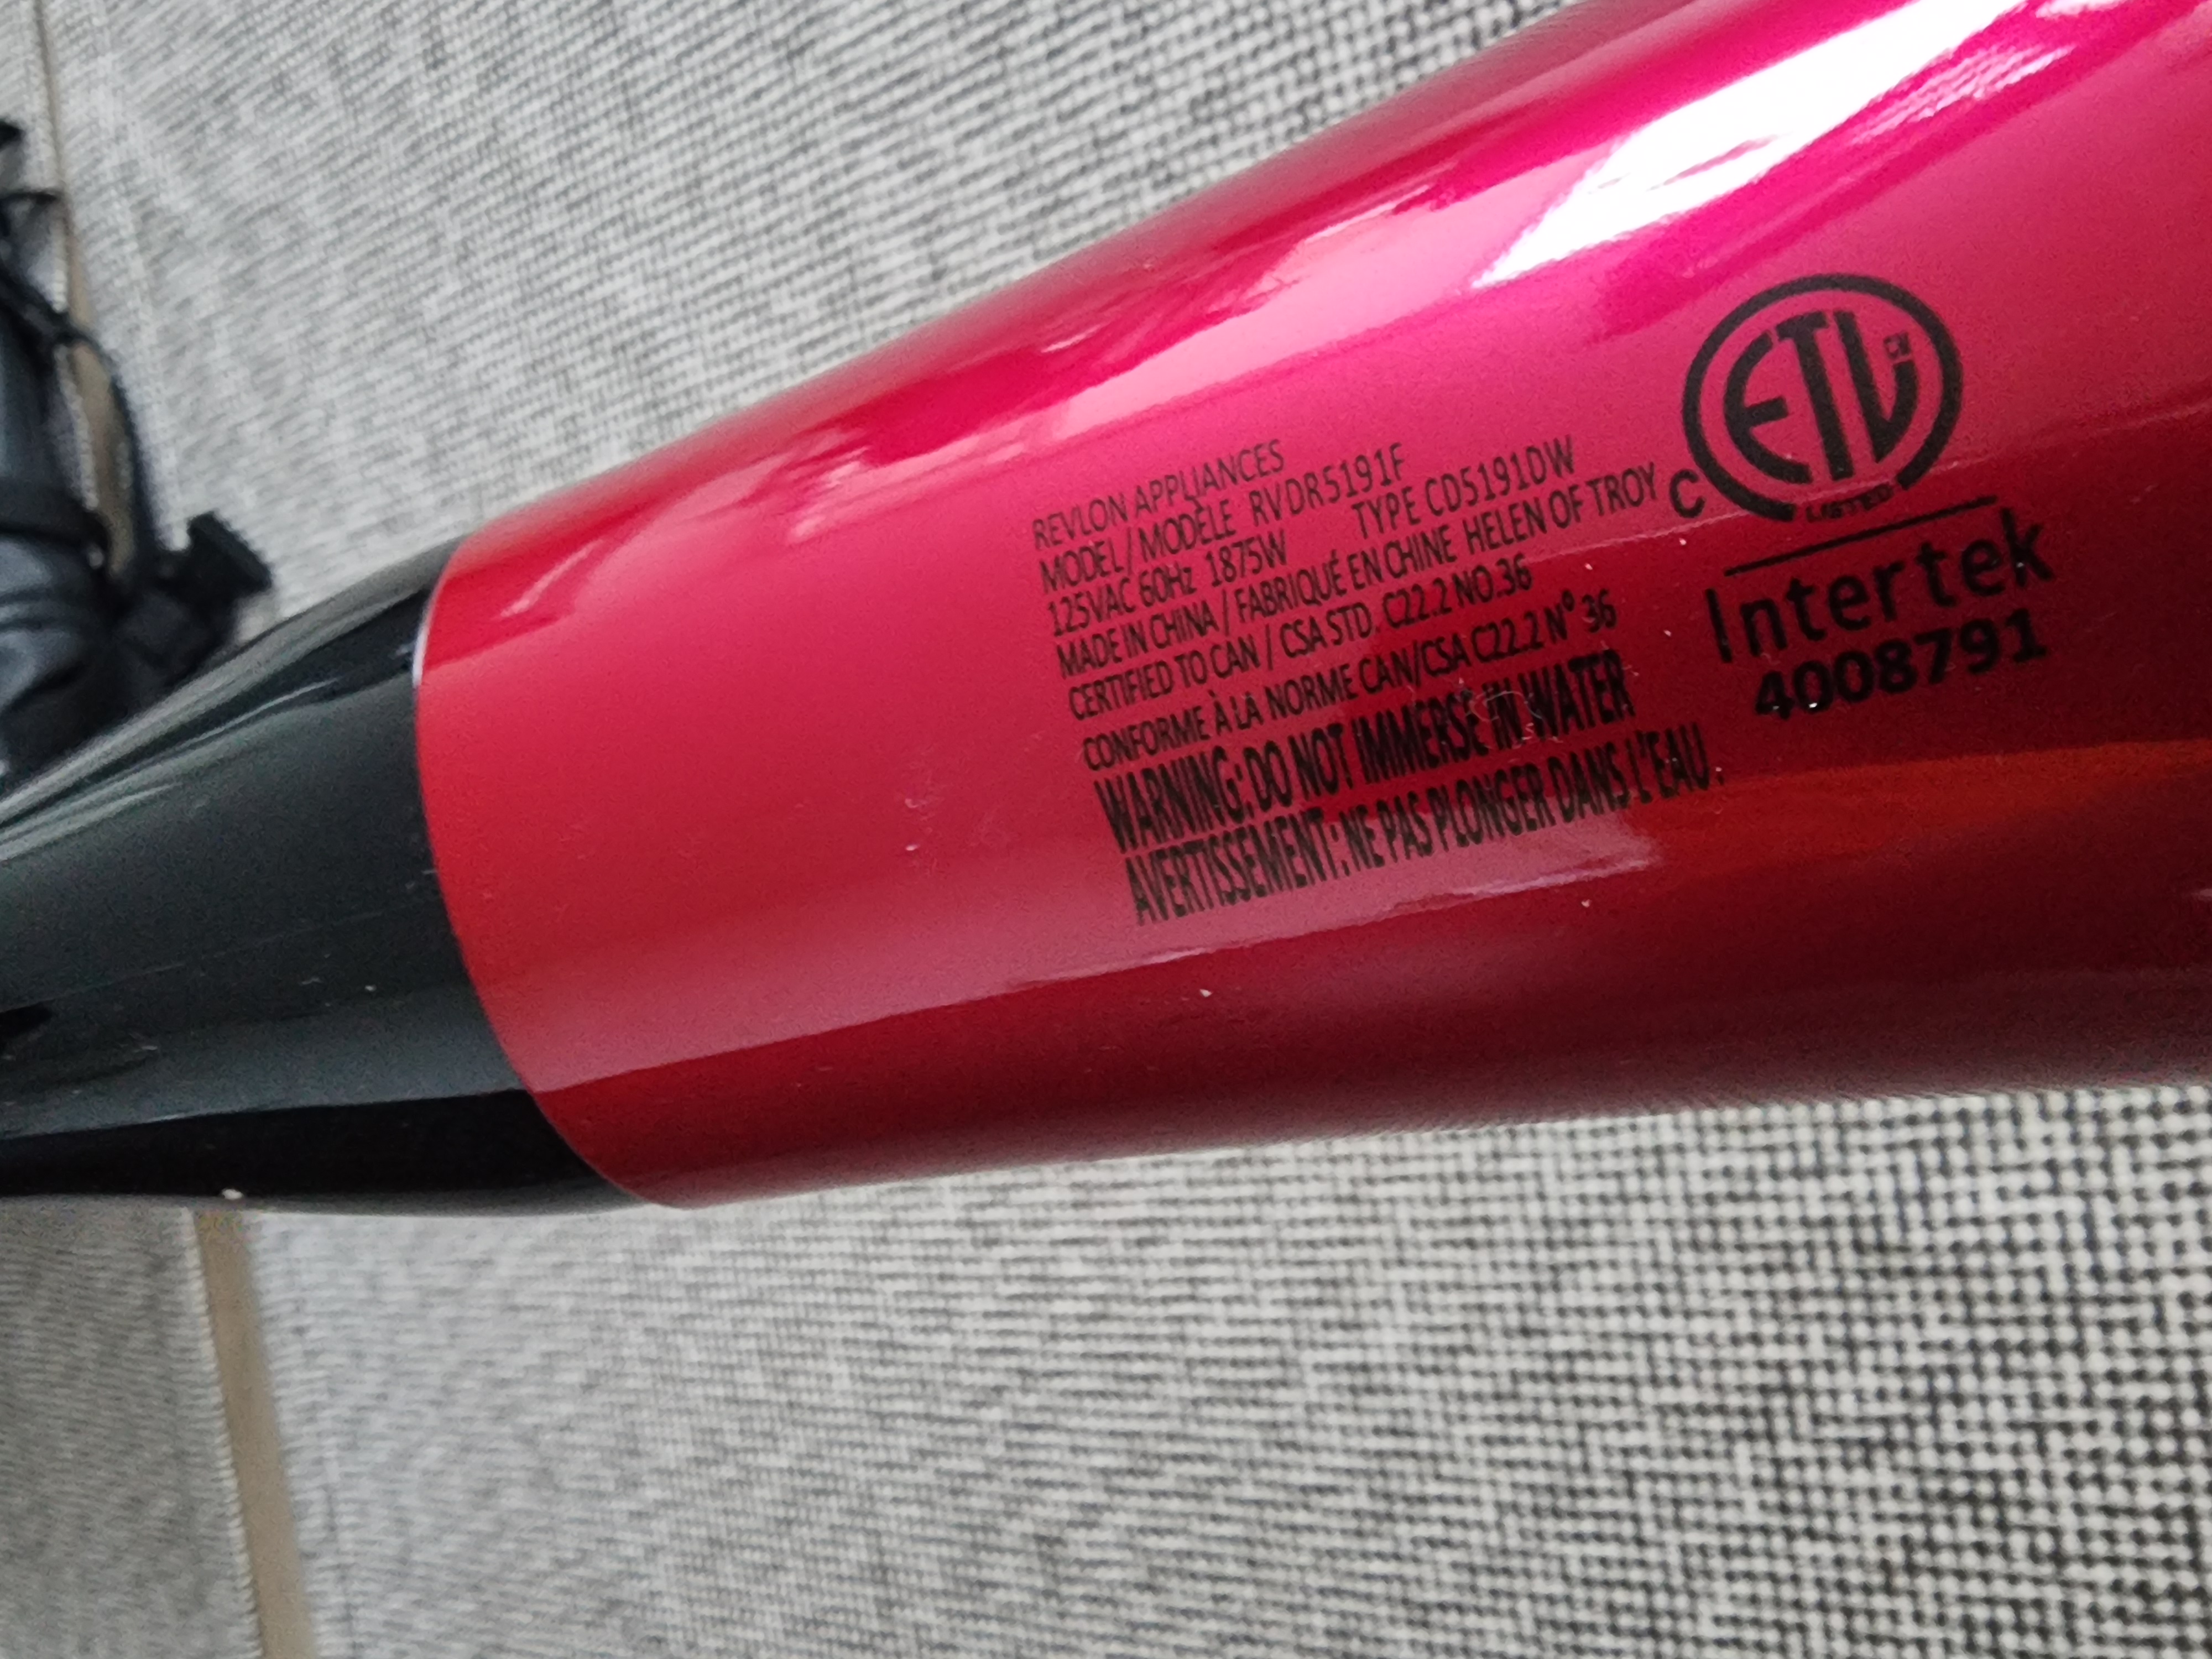 REVLON APPLIANCES
MODEL / MODÈLE RVDR5191F
125VAC 60Hz 1875W TYPE CD5191DW
MADE IN CHINA / FABRIQUÉ EN CHINE HELEN OF TROY
CERTIFIED TO CAN / CSA STD. C22.2 NO.36
CONFORME À LA NORME CAN/CSA C22.2 Nº 36
WARNING: DO NOT IMMERSE IN WATER
AVERTISSEMENT: NE PAS PLONGER DANS L'EAU.
C ETL CM
LISTED
Intertek
4008791